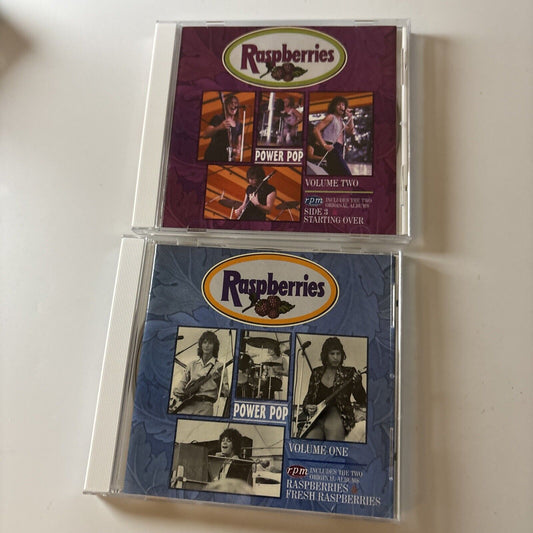 Raspberries
POWER POP
VOLUME TWO
rpm INCLUDES THE TWO
ORIGINAL ALBUMS
SIDE 3
STARTING OVER
Raspberries
POWER POP
VOLUME ONE
rpm INCLUDES THE TWO
ORIGINAL ALBUMS
RASPBERRIES
FRESH RASPBERRIES